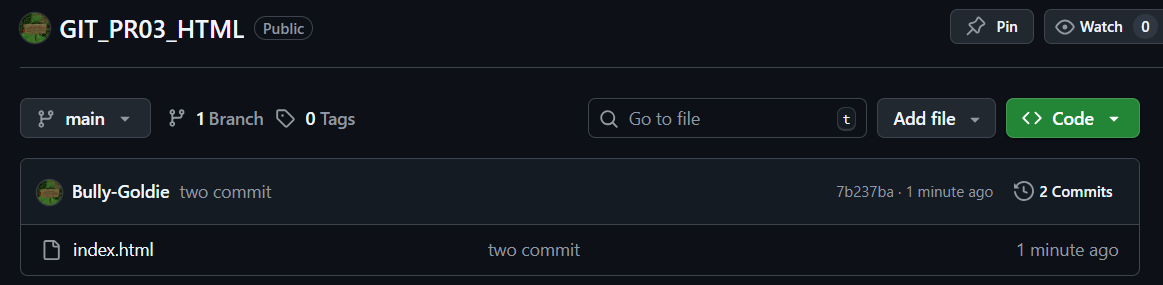 GIT_PR03_HTML Public Pin Watch 0
main 1 Branch 0 Tags Go to file t Add file Code
Bully-Goldie two commit 7b237ba · 1 minute ago 2 Commits
index.html two commit 1 minute ago